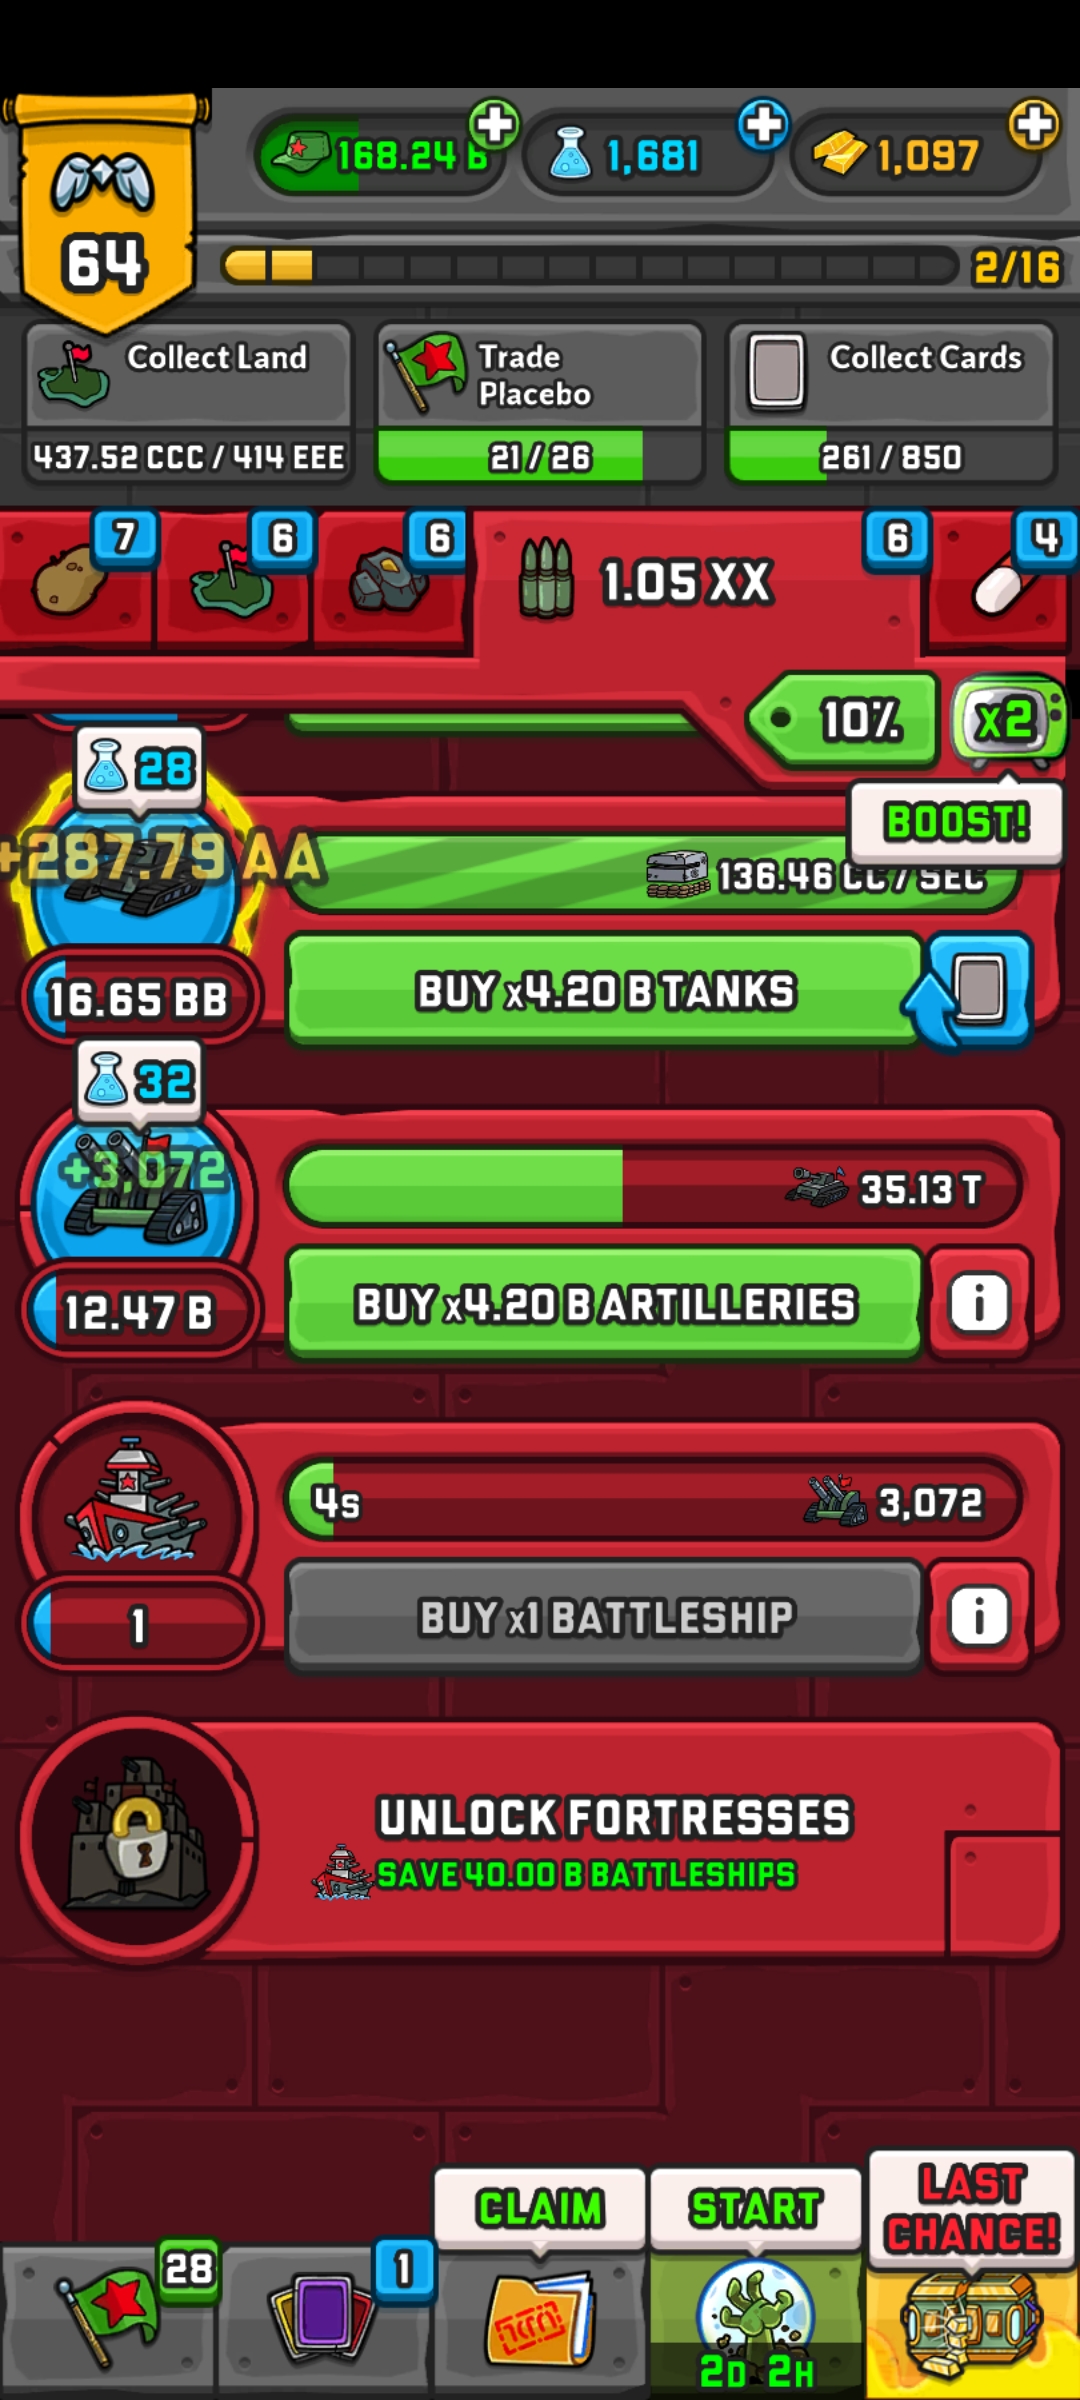 168.24 B
1,681
1,097
64
2/16
Collect Land
437.52 CCC / 414 EEE
Trade
Placebo
21 / 26
Collect Cards
261 / 850
7
6
6
1.05 XX
6
4
10%
x2
BOOST!
28
+287.79 AA
136.46 CC / SEC
16.65 BB
BUY x4.20 B TANKS
32
+3,072
35.13 T
12.47 B
BUY x4.20 B ARTILLERIES
4s
3,072
1
BUY x1 BATTLESHIP
UNLOCK FORTRESSES
SAVE 40.00 B BATTLESHIPS
CLAIM
START
LAST
CHANCE!
28
1
2D 2H